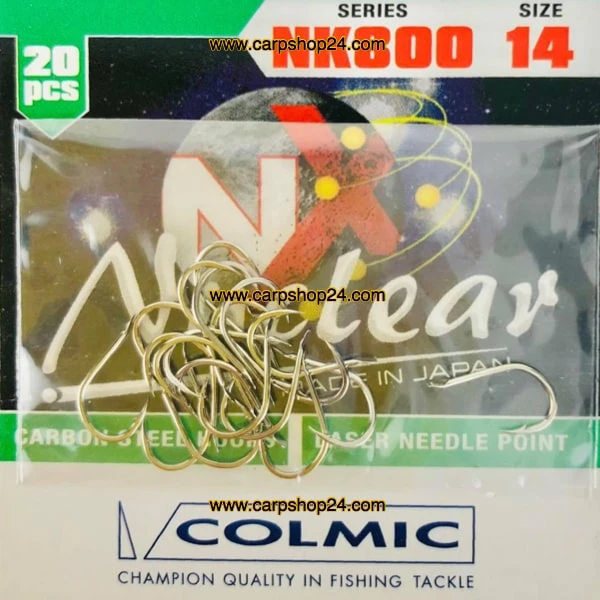 SERIES SIZE
20 PCS
NK800 14
www.carpshop24.com
NX
Nuclear
www.carpshop24.com
MADE IN JAPAN
CARBON STEEL HOOKS. LASER NEEDLE POINT
www.carpshop24.com
COLMIC
CHAMPION QUALITY IN FISHING TACKLE